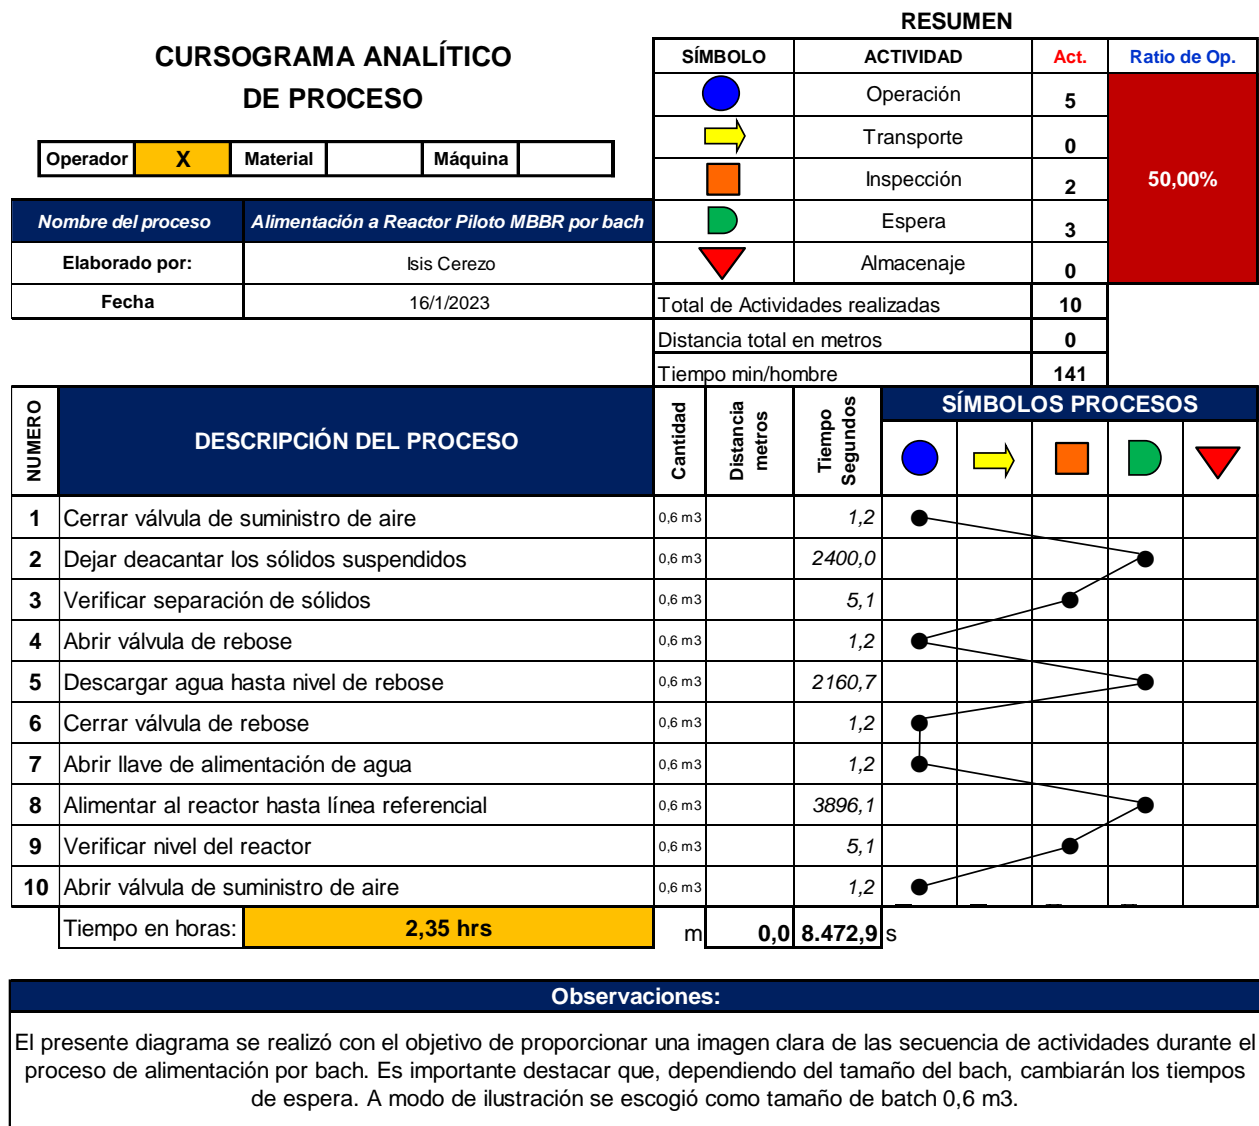 RESUMEN
CURSOGRAMA ANALÍTICO
DE PROCESO
SÍMBOLO ACTIVIDAD Act. Ratio de Op.
Operación 5
Transporte 0
Inspección 2
Espera 3
Almacenaje 0
50,00%
Operador X Material Máquina
Nombre del proceso Alimentación a Reactor Piloto MBBR por bach
Elaborado por: Isis Cerezo
Fecha 16/1/2023
Total de Actividades realizadas 10
Distancia total en metros 0
Tiempo min/hombre 141
NUMERO DESCRIPCIÓN DEL PROCESO Cantidad Distancia metros Tiempo Segundos SÍMBOLOS PROCESOS
1 Cerrar válvula de suministro de aire 0,6 m3 1,2
2 Dejar deacantar los sólidos suspendidos 0,6 m3 2400,0
3 Verificar separación de sólidos 0,6 m3 5,1
4 Abrir válvula de rebose 0,6 m3 1,2
5 Descargar agua hasta nivel de rebose 0,6 m3 2160,7
6 Cerrar válvula de rebose 0,6 m3 1,2
7 Abrir llave de alimentación de agua 0,6 m3 1,2
8 Alimentar al reactor hasta línea referencial 0,6 m3 3896,1
9 Verificar nivel del reactor 0,6 m3 5,1
10 Abrir válvula de suministro de aire 0,6 m3 1,2
Tiempo en horas: 2,35 hrs m 0,0 8.472,9 s
Observaciones:
El presente diagrama se realizó con el objetivo de proporcionar una imagen clara de las secuencia de actividades durante el
proceso de alimentación por bach. Es importante destacar que, dependiendo del tamaño del bach, cambiarán los tiempos
de espera. A modo de ilustración se escogió como tamaño de batch 0,6 m3.